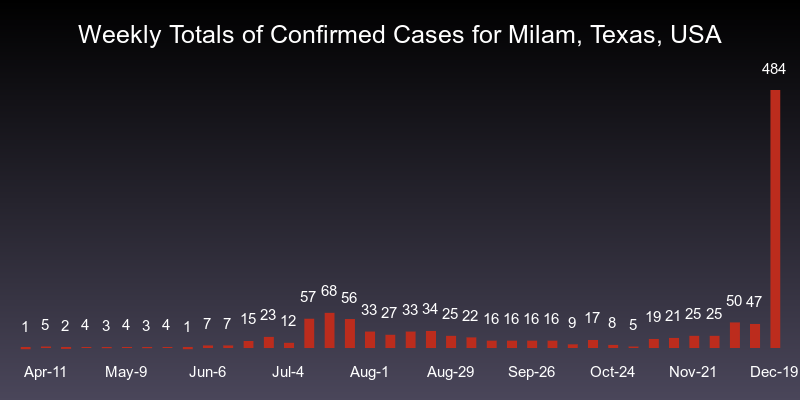 Weekly Totals of Confirmed Cases for Milam, Texas, USA
484
1 5 2 4 3 4 3 4 1 7 7 15 23 12 57 68 56 33 27 33 34 25 22 16 16 16 16 9 17 8 5 19 21 25 25 50 47
Apr-11 May-9 Jun-6 Jul-4 Aug-1 Aug-29 Sep-26 Oct-24 Nov-21 Dec-19